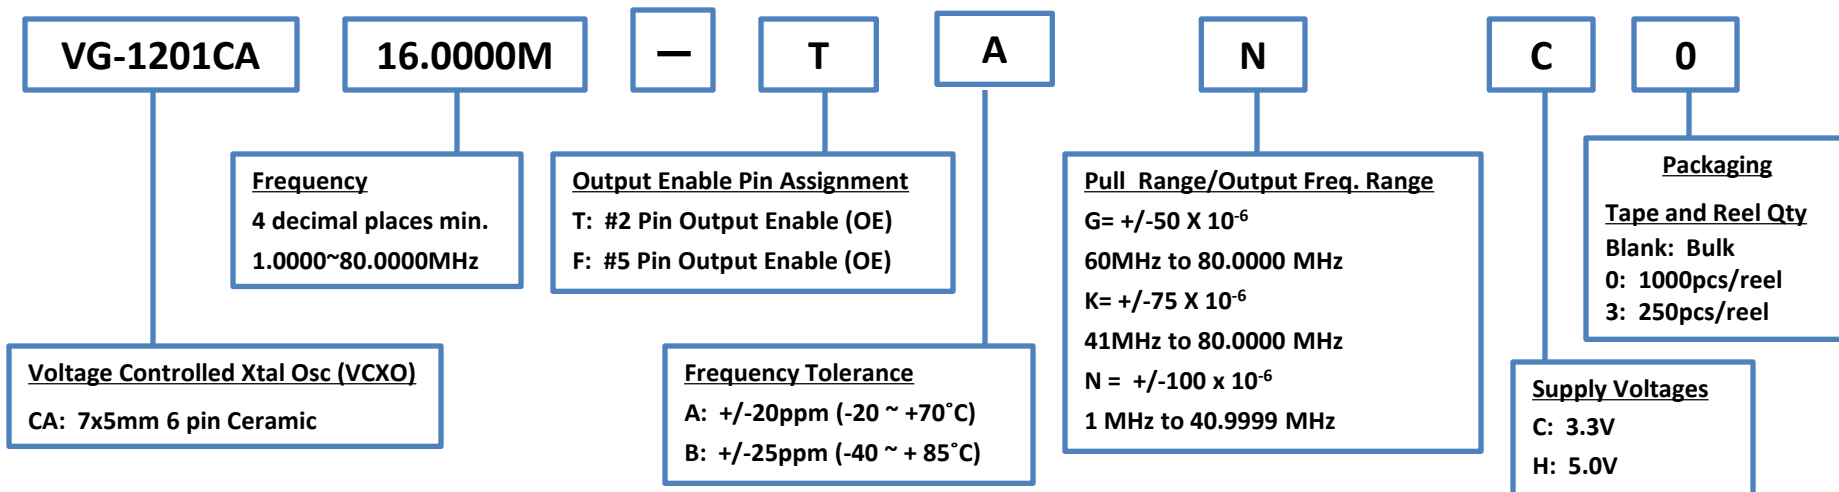 VG-1201CA 16.0000M — T A N C 0
Frequency
4 decimal places min.
1.0000~80.0000MHz
Output Enable Pin Assignment
T: #2 Pin Output Enable (OE)
F: #5 Pin Output Enable (OE)
Pull Range/Output Freq. Range
G= +/-50 X 10⁻⁶
60MHz to 80.0000 MHz
K= +/-75 X 10⁻⁶
41MHz to 80.0000 MHz
N = +/-100 x 10⁻⁶
1 MHz to 40.9999 MHz
Packaging
Tape and Reel Qty
Blank: Bulk
0: 1000pcs/reel
3: 250pcs/reel
Voltage Controlled Xtal Osc (VCXO)
CA: 7x5mm 6 pin Ceramic
Frequency Tolerance
A: +/-20ppm (-20 ~ +70˚C)
B: +/-25ppm (-40 ~ + 85˚C)
Supply Voltages
C: 3.3V
H: 5.0V